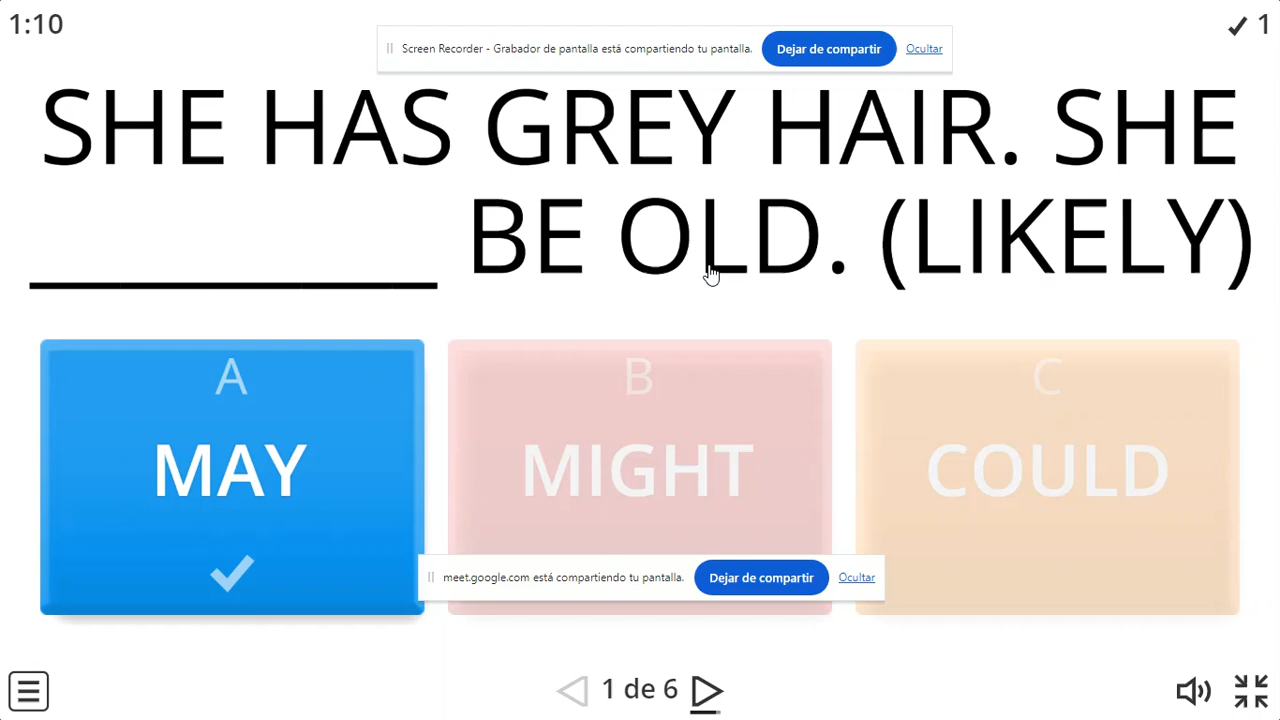 1:10
1
Screen Recorder - Grabador de pantalla está compartiendo tu pantalla. Dejar de compartir Ocultar
SHE HAS GREY HAIR. SHE
__________ BE OLD. (LIKELY)
A
MAY
B
MIGHT
C
COULD
meet.google.com está compartiendo tu pantalla. Dejar de compartir Ocultar
1 de 6